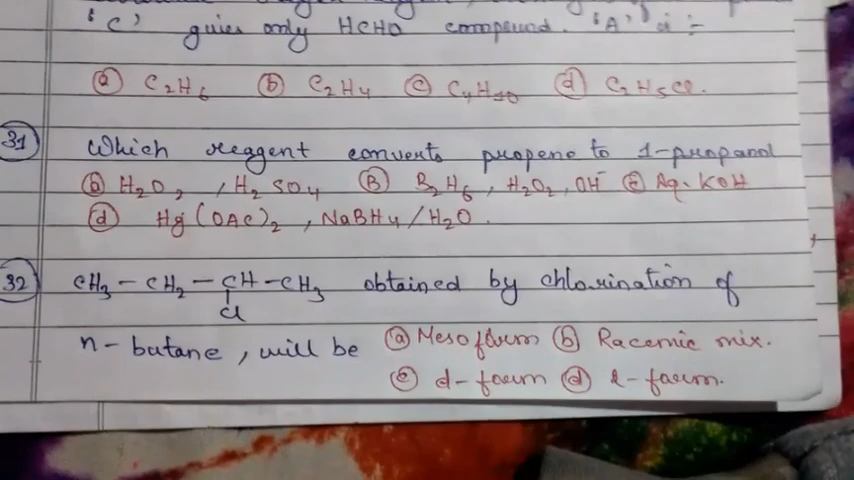 'C' gives only HCHO compound. 'A' is :-
(a) C2H6 (b) C2H4 (c) C4H10 (d) C2H5Cl.
31 Which reagent converts propene to 1-propanol
(b) H2O, , H2SO4 (B) B2H6, H2O2, OH- (c) Aq. KOH
(d) Hg(OAc)2, NaBH4/H2O.
32 CH3-CH2-CH-CH3 obtained by chlorination of
Cl
n-butane, will be (a) Mesoform (b) Racemic mix.
(c) d-form (d) l-form.